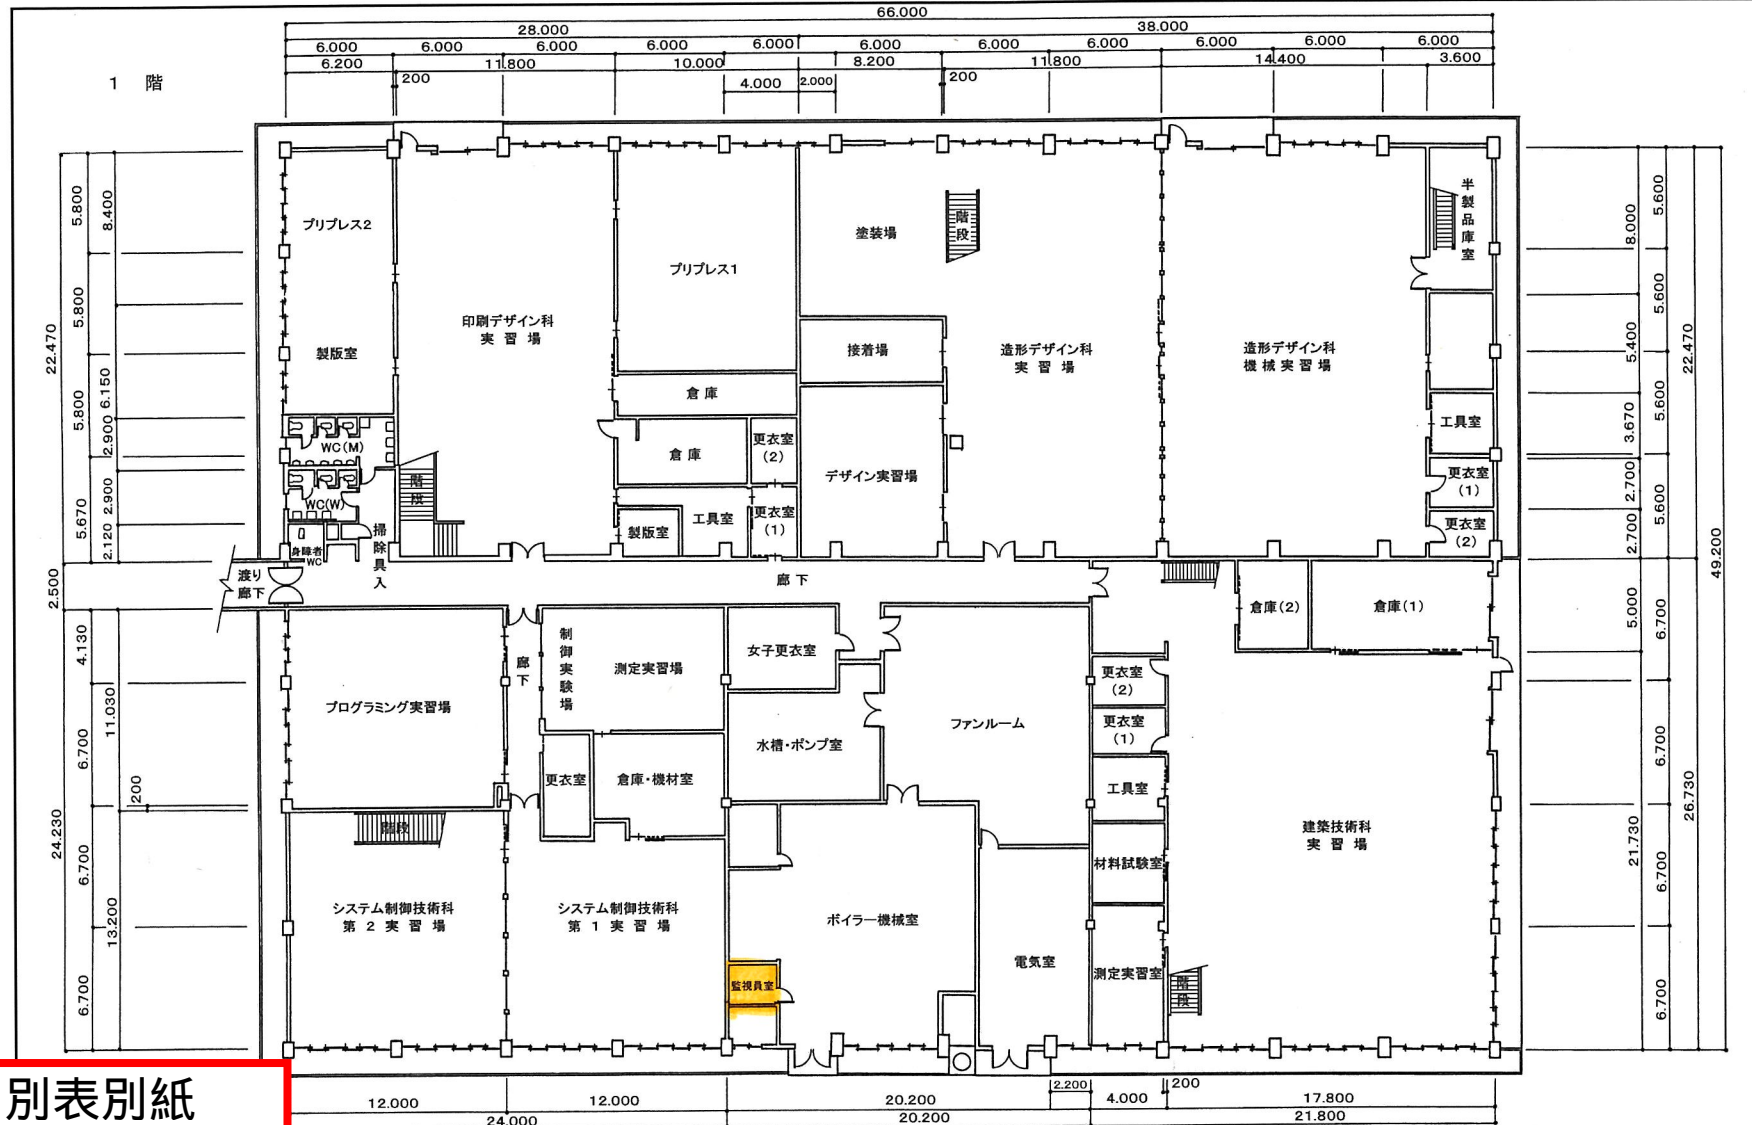 66.000
28.000
38.000
6.000
6.000
6.000
6.000
6.000
6.000
6.000
6.000
6.000
6.000
6.000
6.200
11.800
10.000
8.200
11.800
14.400
3.600
200
4.000
2.000
200
1 階
プリプレス2
製版室
印刷デザイン科
実習場
プリプレス1
倉庫
倉庫
更衣室
(2)
更衣室
(1)
工具室
製版室
塗装場
階段
接着場
デザイン実習場
造形デザイン科
実習場
造形デザイン科
機械実習場
半製品庫室
工具室
更衣室
(1)
更衣室
(2)
WC(M)
WC(W)
身障者
WC
掃除具入
階段
渡り
廊下
廊下
倉庫(2)
倉庫(1)
プログラミング実習場
廊下
制御実験場
測定実習場
女子更衣室
水槽・ポンプ室
ファンルーム
更衣室
(2)
更衣室
(1)
更衣室
倉庫・機材室
工具室
材料試験室
測定実習室
建築技術科
実習場
階段
階段
システム制御技術科
第2実習場
システム制御技術科
第1実習場
ボイラー機械室
監視員室
電気室
22.470
5.800
5.800
5.800
5.670
8.400
6.150
2.900
2.900
2.120
2.500
24.230
4.130
6.700
6.700
6.700
11.030
200
13.200
8.000
5.400
3.670
2.700
2.700
5.000
21.730
5.600
5.600
5.600
5.600
6.700
6.700
6.700
6.700
22.470
26.730
49.200
12.000
12.000
20.200
2.200
4.000
200
17.800
24.000
20.200
21.800
別表別紙